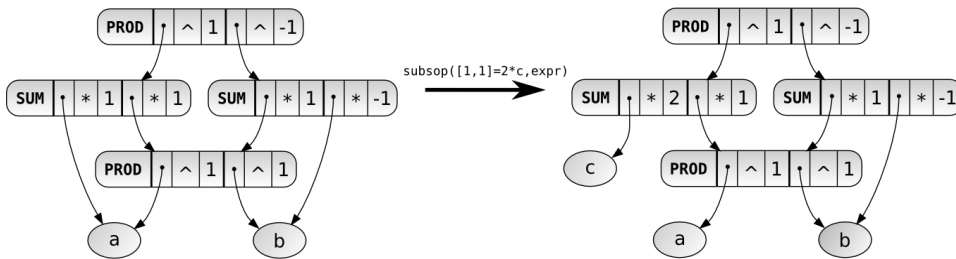 PROD ^ 1 ^ -1
SUM * 1 * 1
SUM * 1 * -1
PROD ^ 1 ^ 1
a
b
subsop([1,1]=2*c,expr)
PROD ^ 1 ^ -1
SUM * 2 * 1
SUM * 1 * -1
c
PROD ^ 1 ^ 1
a
b